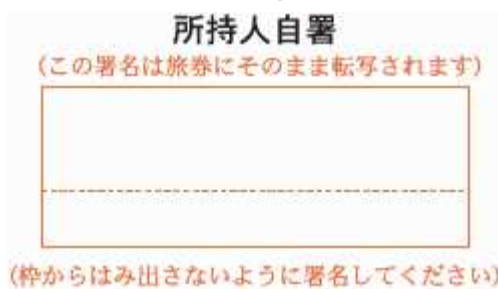 所持人自署
(この署名は旅券にそのまま転写されます)
(枠からはみ出さないように署名してください)